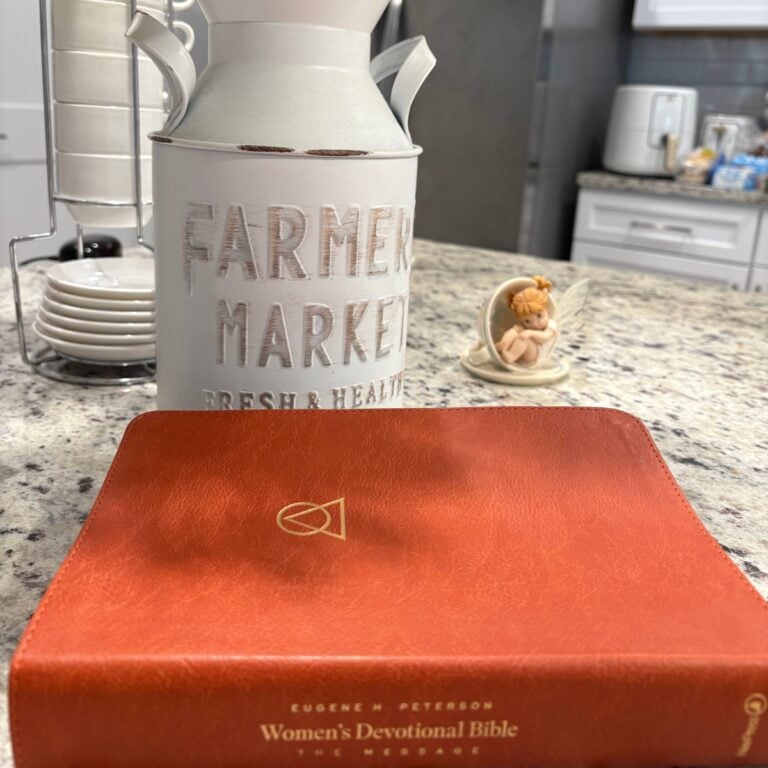 FARMER
MARKET
FRESH & HEALTH
EUGENE H. PETERSON
Women's Devotional Bible
THE MESSAGE